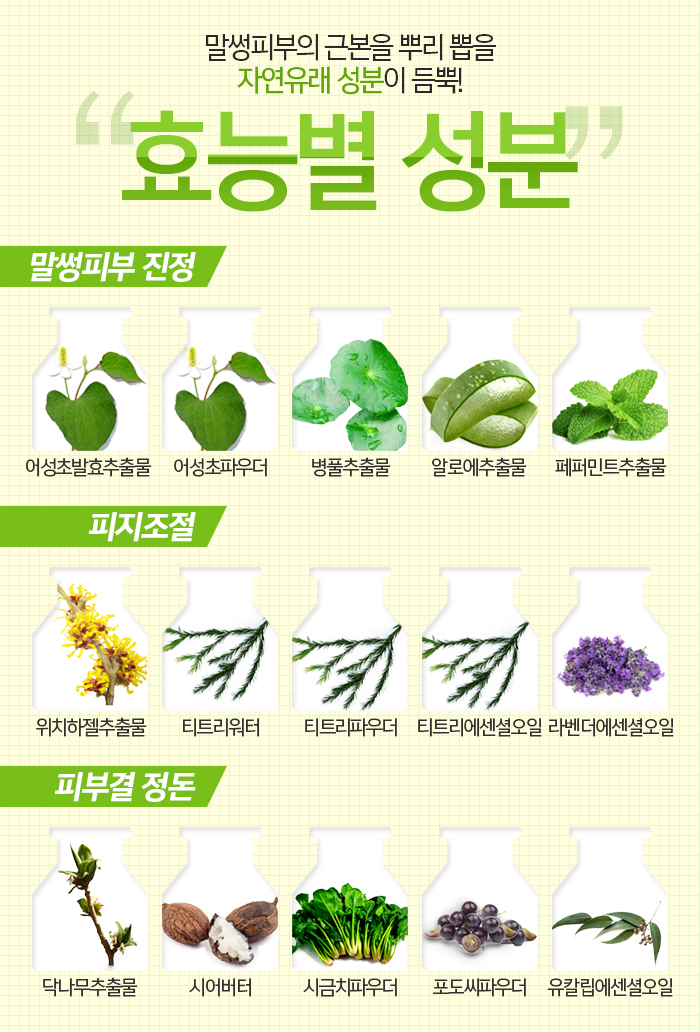 말썽피부의 근본을 뿌리 뽑을
자연유래 성분이 듬뿍!
“효능별 성분”
말썽피부 진정
어성초발효추출물 어성초파우더 병풀추출물 알로에추출물 페퍼민트추출물
피지조절
위치하젤추출물 티트리워터 티트리파우더 티트리에센셜오일 라벤더에센셜오일
피부결 정돈
닥나무추출물 시어버터 시금치파우더 포도씨파우더 유칼립에센셜오일